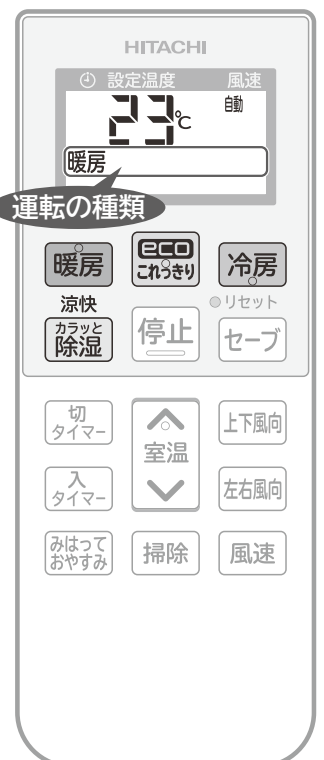 HITACHI
設定温度 風速
23℃ 自動
暖房
運転の種類
暖房
eco
これっきり
冷房
涼快
カラッと
除湿
停止
リセット
セーブ
切
タイマー
室温
上下風向
入
タイマー
左右風向
みはって
おやすみ
掃除
風速